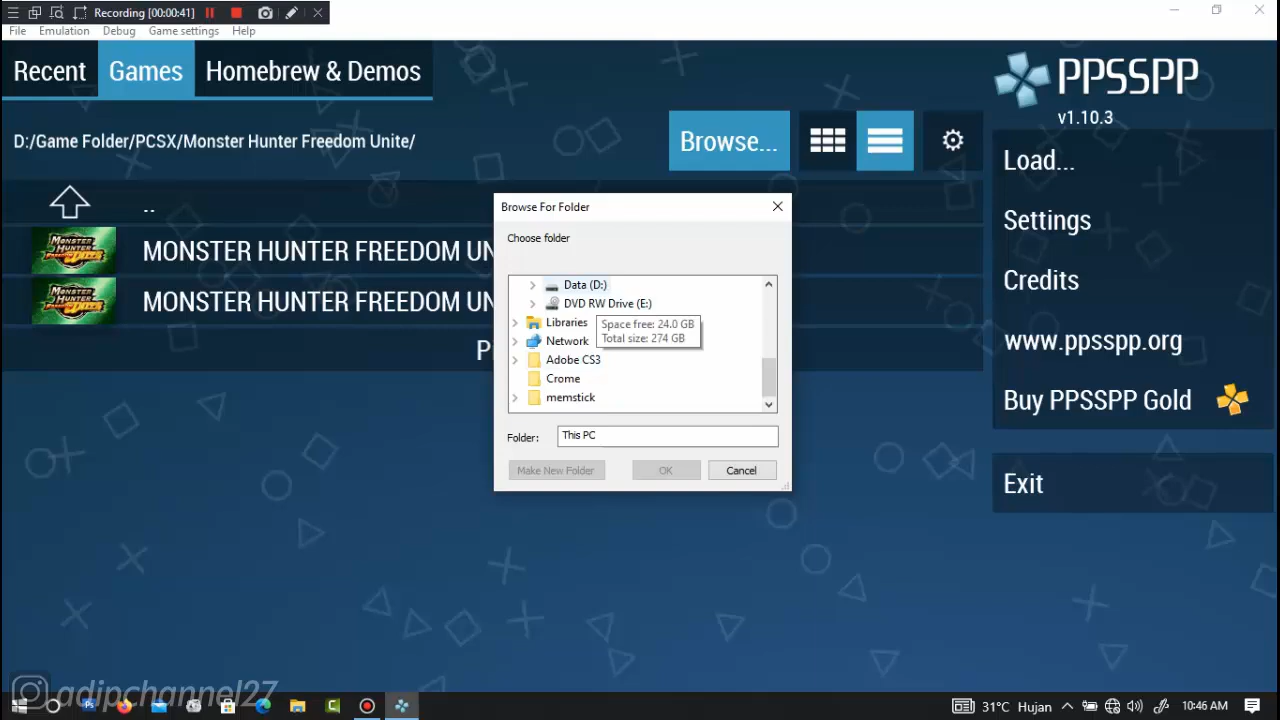 Recording [00:00:41]
File Emulation Debug Game settings Help
Recent Games Homebrew & Demos
PPSSPP
v1.10.3
D:/Game Folder/PCSX/Monster Hunter Freedom Unite/
Browse...
Load...
..
Settings
MONSTER HUNTER FREEDOM UN
Credits
MONSTER HUNTER FREEDOM UN
www.ppsspp.org
Buy PPSSPP Gold
Exit
Browse For Folder
Choose folder
Data (D:)
DVD RW Drive (E:)
Libraries
Space free: 24.0 GB
Total size: 274 GB
Network
Adobe CS3
Crome
memstick
Folder: This PC
Make New Folder OK Cancel
adipchannel27
31°C Hujan 10:46 AM